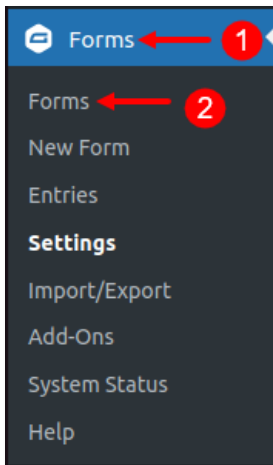 Forms
1
Forms
2
New Form
Entries
Settings
Import/Export
Add-Ons
System Status
Help